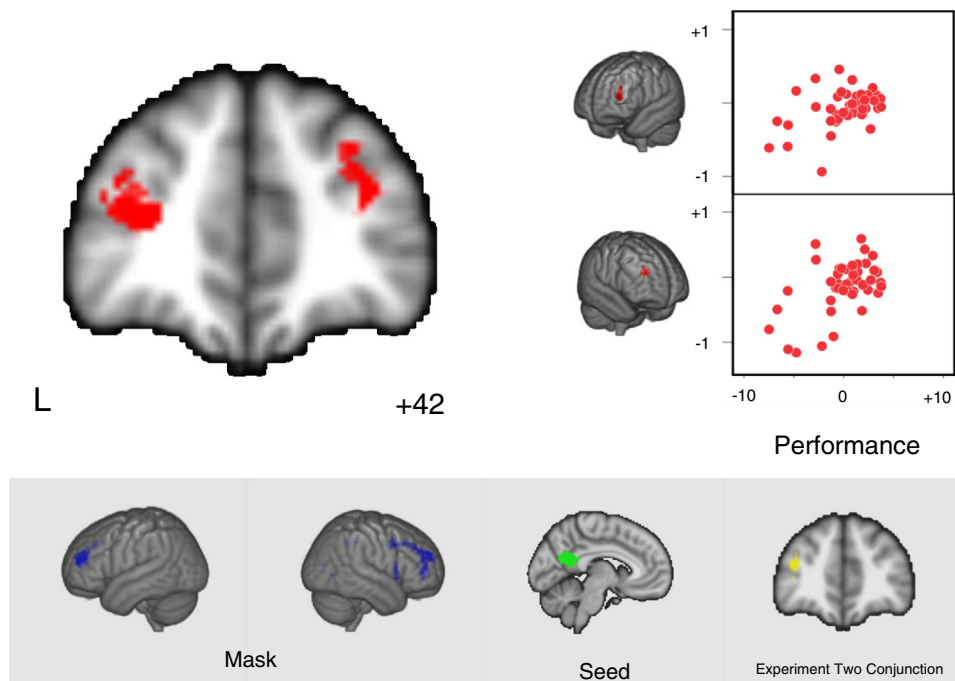 L
+42
+1
-1
+1
-1
-10
0
+10
Performance
Mask
Seed
Experiment Two Conjunction